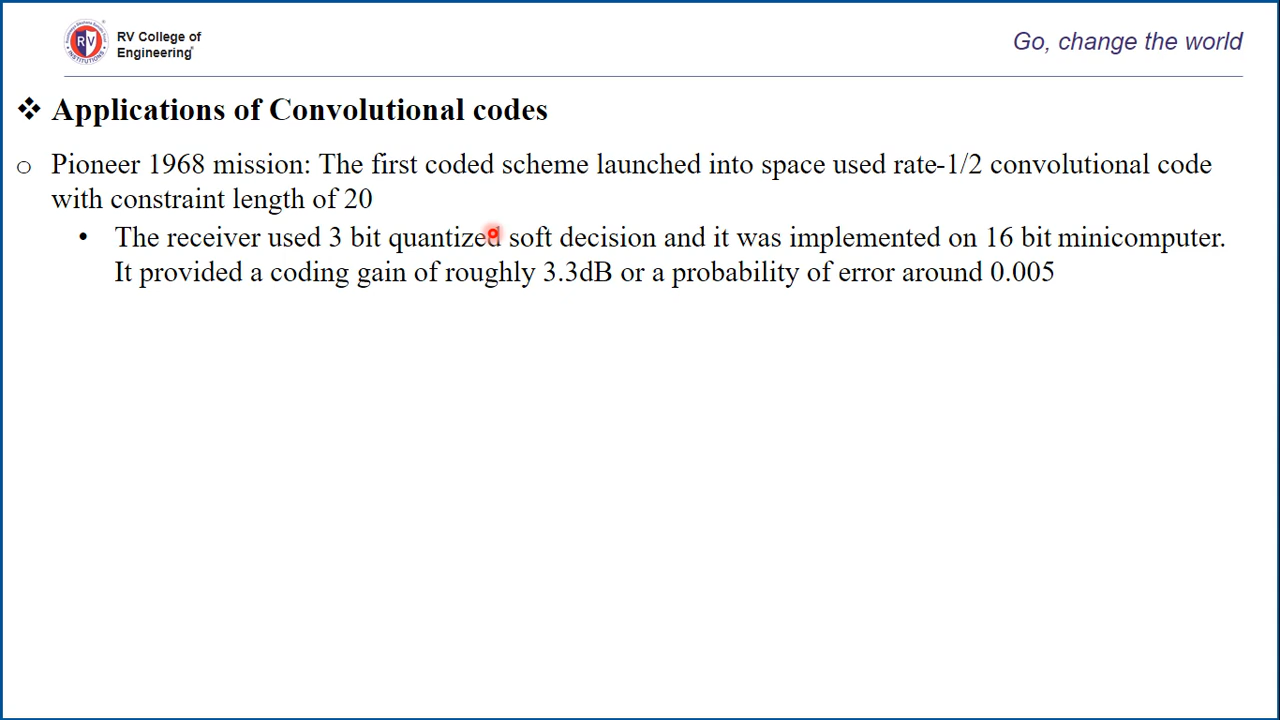 RV College of
Engineering
Go, change the world
❖ Applications of Convolutional codes
o Pioneer 1968 mission: The first coded scheme launched into space used rate-1/2 convolutional code
with constraint length of 20
• The receiver used 3 bit quantized soft decision and it was implemented on 16 bit minicomputer.
It provided a coding gain of roughly 3.3dB or a probability of error around 0.005